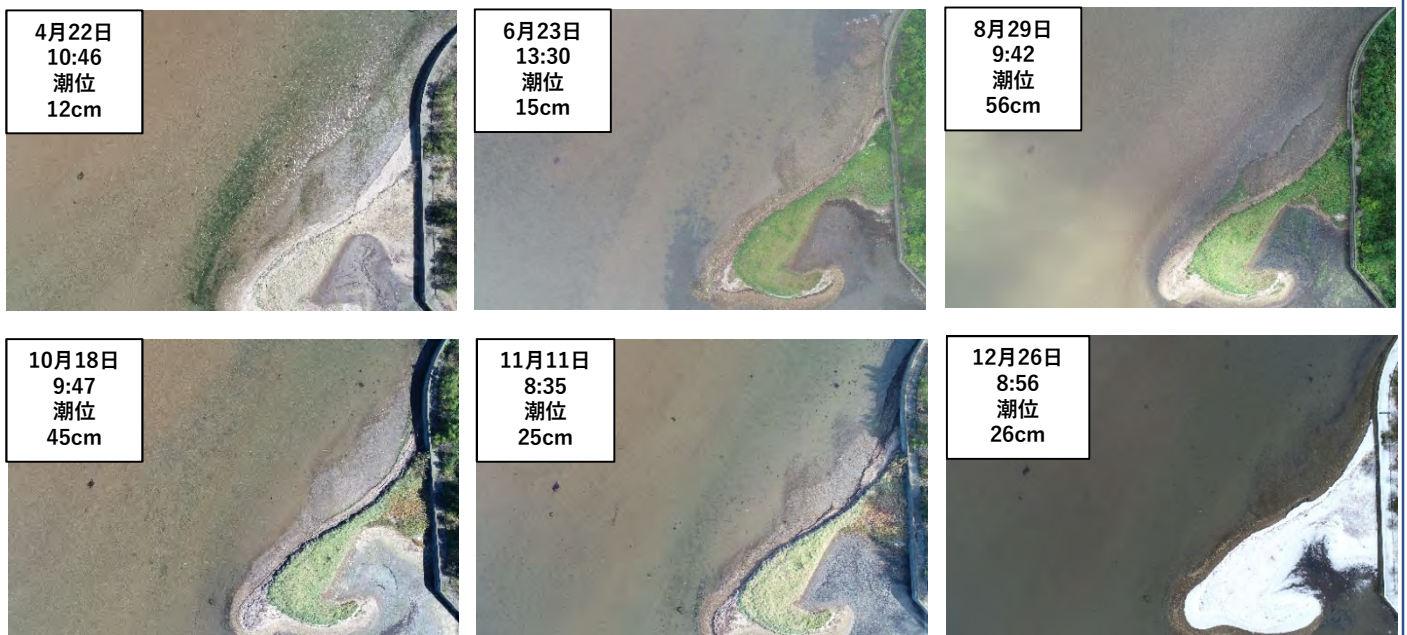 4月22日
10:46
潮位
12cm
6月23日
13:30
潮位
15cm
8月29日
9:42
潮位
56cm
10月18日
9:47
潮位
45cm
11月11日
8:35
潮位
25cm
12月26日
8:56
潮位
26cm